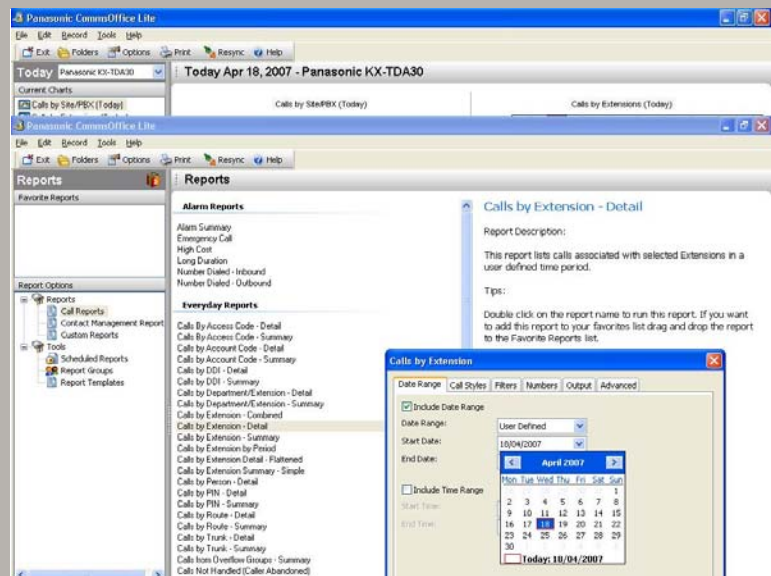 Panasonic CommsOffice Lite
File Edit Record Tools Help
Exit Folders Options Print Resync Help
Today Panasonic KX-TDA30
Today Apr 18, 2007 - Panasonic KX-TDA30
Current Charts
Calls by Site/PBX (Today)
Calls by Site/PBX (Today)
Calls by Extensions (Today)
Panasonic CommsOffice Lite
File Edit Record Tools Help
Exit Folders Options Print Resync Help
Reports
Favorite Reports
Report Options
Reports
Call Reports
Contact Management Report
Custom Reports
Tools
Scheduled Reports
Report Groups
Report Templates
Reports
Alarm Reports
Alarm Summary
Emergency Call
High Cost
Long Duration
Number Dialed - Inbound
Number Dialed - Outbound
Everyday Reports
Calls By Access Code - Detail
Calls By Access Code - Summary
Calls by Account Code - Detail
Calls by Account Code - Summary
Calls by DDI - Detail
Calls by DDI - Summary
Calls by Department/Extension - Detail
Calls by Department/Extension - Summary
Calls by Extension - Combined
Calls by Extension - Detail
Calls by Extension - Summary
Calls by Extension by Period
Calls by Extension Detail - Flattened
Calls by Extension Summary - Simple
Calls by Person - Detail
Calls by PIN - Detail
Calls by PIN - Summary
Calls by Route - Detail
Calls by Route - Summary
Calls by Trunk - Detail
Calls by Trunk - Summary
Calls from Overflow Groups - Summary
Calls Not Handled (Caller Abandoned)
Calls by Extension - Detail
Report Description:
This report lists calls associated with selected Extensions in a
user defined time period.
Tips:
Double click on the report name to run this report. If you want
to add this report to your favorites list drag and drop the report
to the Favorite Reports list.
Calls by Extension
Date Range Call Styles Filters Numbers Output Advanced
Include Date Range
Date Range: User Defined
Start Date: 10/04/2007
End Date:
April 2007
Mon Tue Wed Thu Fri Sat Sun
1
2 3 4 5 6 7 8
9 10 11 12 13 14 15
16 17 18 19 20 21 22
23 24 25 26 27 28 29
30
Today: 18/04/2007
Include Time Range
Start Time:
End Time: